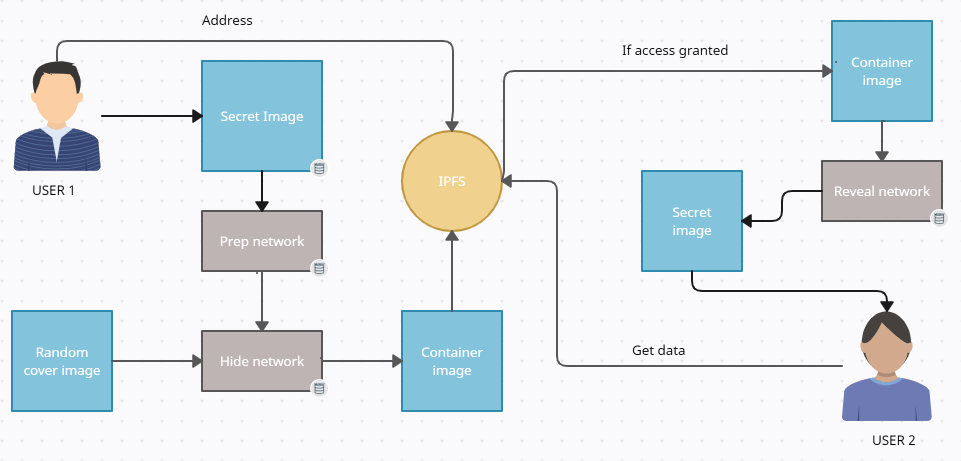 Address
If access granted
Container
image
Secret Image
IPFS
USER 1
Reveal network
Secret
image
Prep network
Random
cover image
Hide network
Container
image
Get data
USER 2